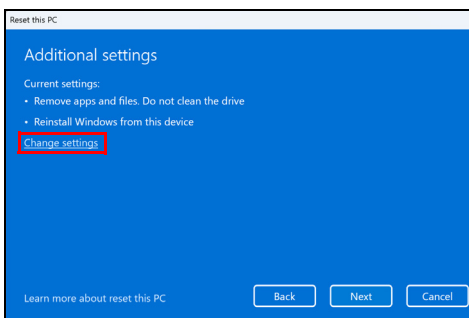 Reset this PC
Additional settings
Current settings:
• Remove apps and files. Do not clean the drive
• Reinstall Windows from this device
Change settings
Learn more about reset this PC
Back
Next
Cancel